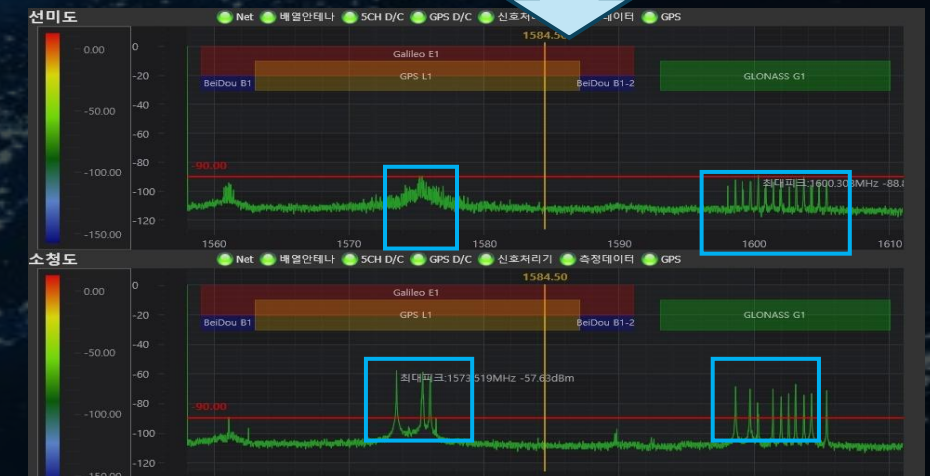 선미도
Net 배열안테나 5CH D/C GPS D/C 신호처리기 데이터 GPS
1584.50
0.00
-50.00
-100.00
-150.00
0
-20
-40
-60
-80
-100
-120
Galileo E1
GPS L1
BeiDou B1
BeiDou B1-2
GLONASS G1
-90.00
최대피크:1600.303MHz -88.8
1560 1570 1580 1590 1600 1610
소청도
Net 배열안테나 5CH D/C GPS D/C 신호처리기 측정데이터 GPS
1584.50
0.00
-50.00
-100.00
-150.00
0
-20
-40
-60
-80
-100
-120
Galileo E1
GPS L1
BeiDou B1
BeiDou B1-2
GLONASS G1
최대피크:1573.519MHz -57.63dBm
-90.00